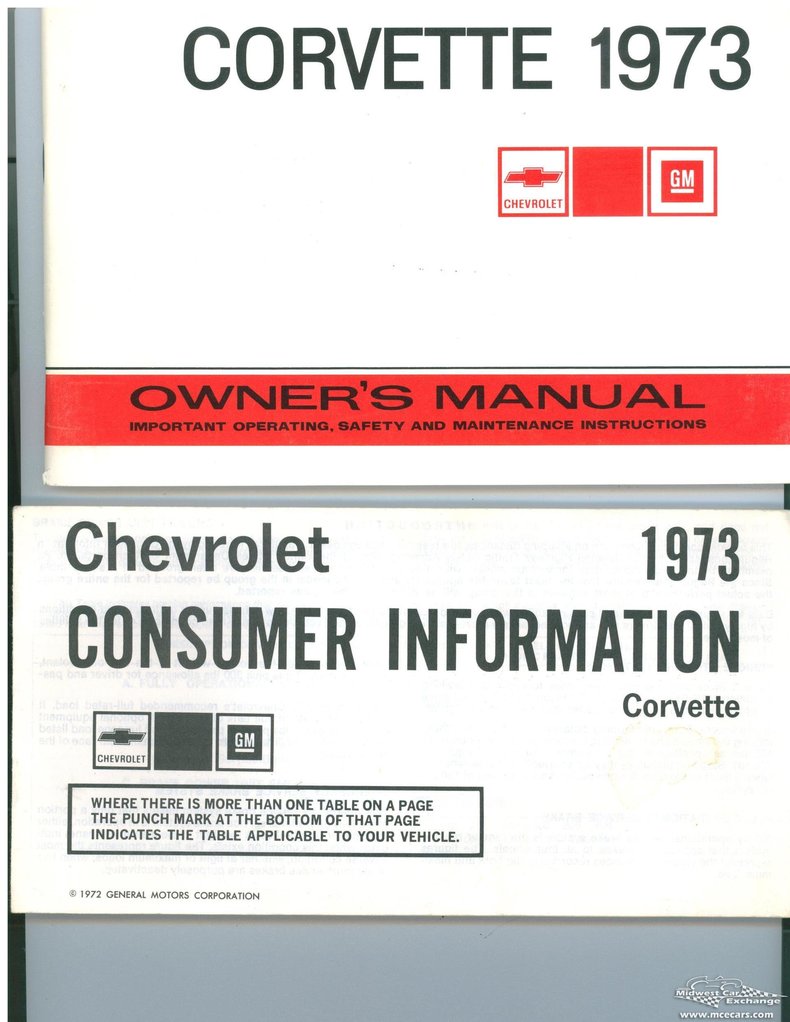 CORVETTE 1973
CHEVROLET
GM
OWNER'S MANUAL
IMPORTANT OPERATING, SAFETY AND MAINTENANCE INSTRUCTIONS
Chevrolet 1973
CONSUMER INFORMATION
Corvette
CHEVROLET
GM
WHERE THERE IS MORE THAN ONE TABLE ON A PAGE
THE PUNCH MARK AT THE BOTTOM OF THAT PAGE
INDICATES THE TABLE APPLICABLE TO YOUR VEHICLE.
© 1972 GENERAL MOTORS CORPORATION
Midwest Car
Exchange
www.mcecars.com